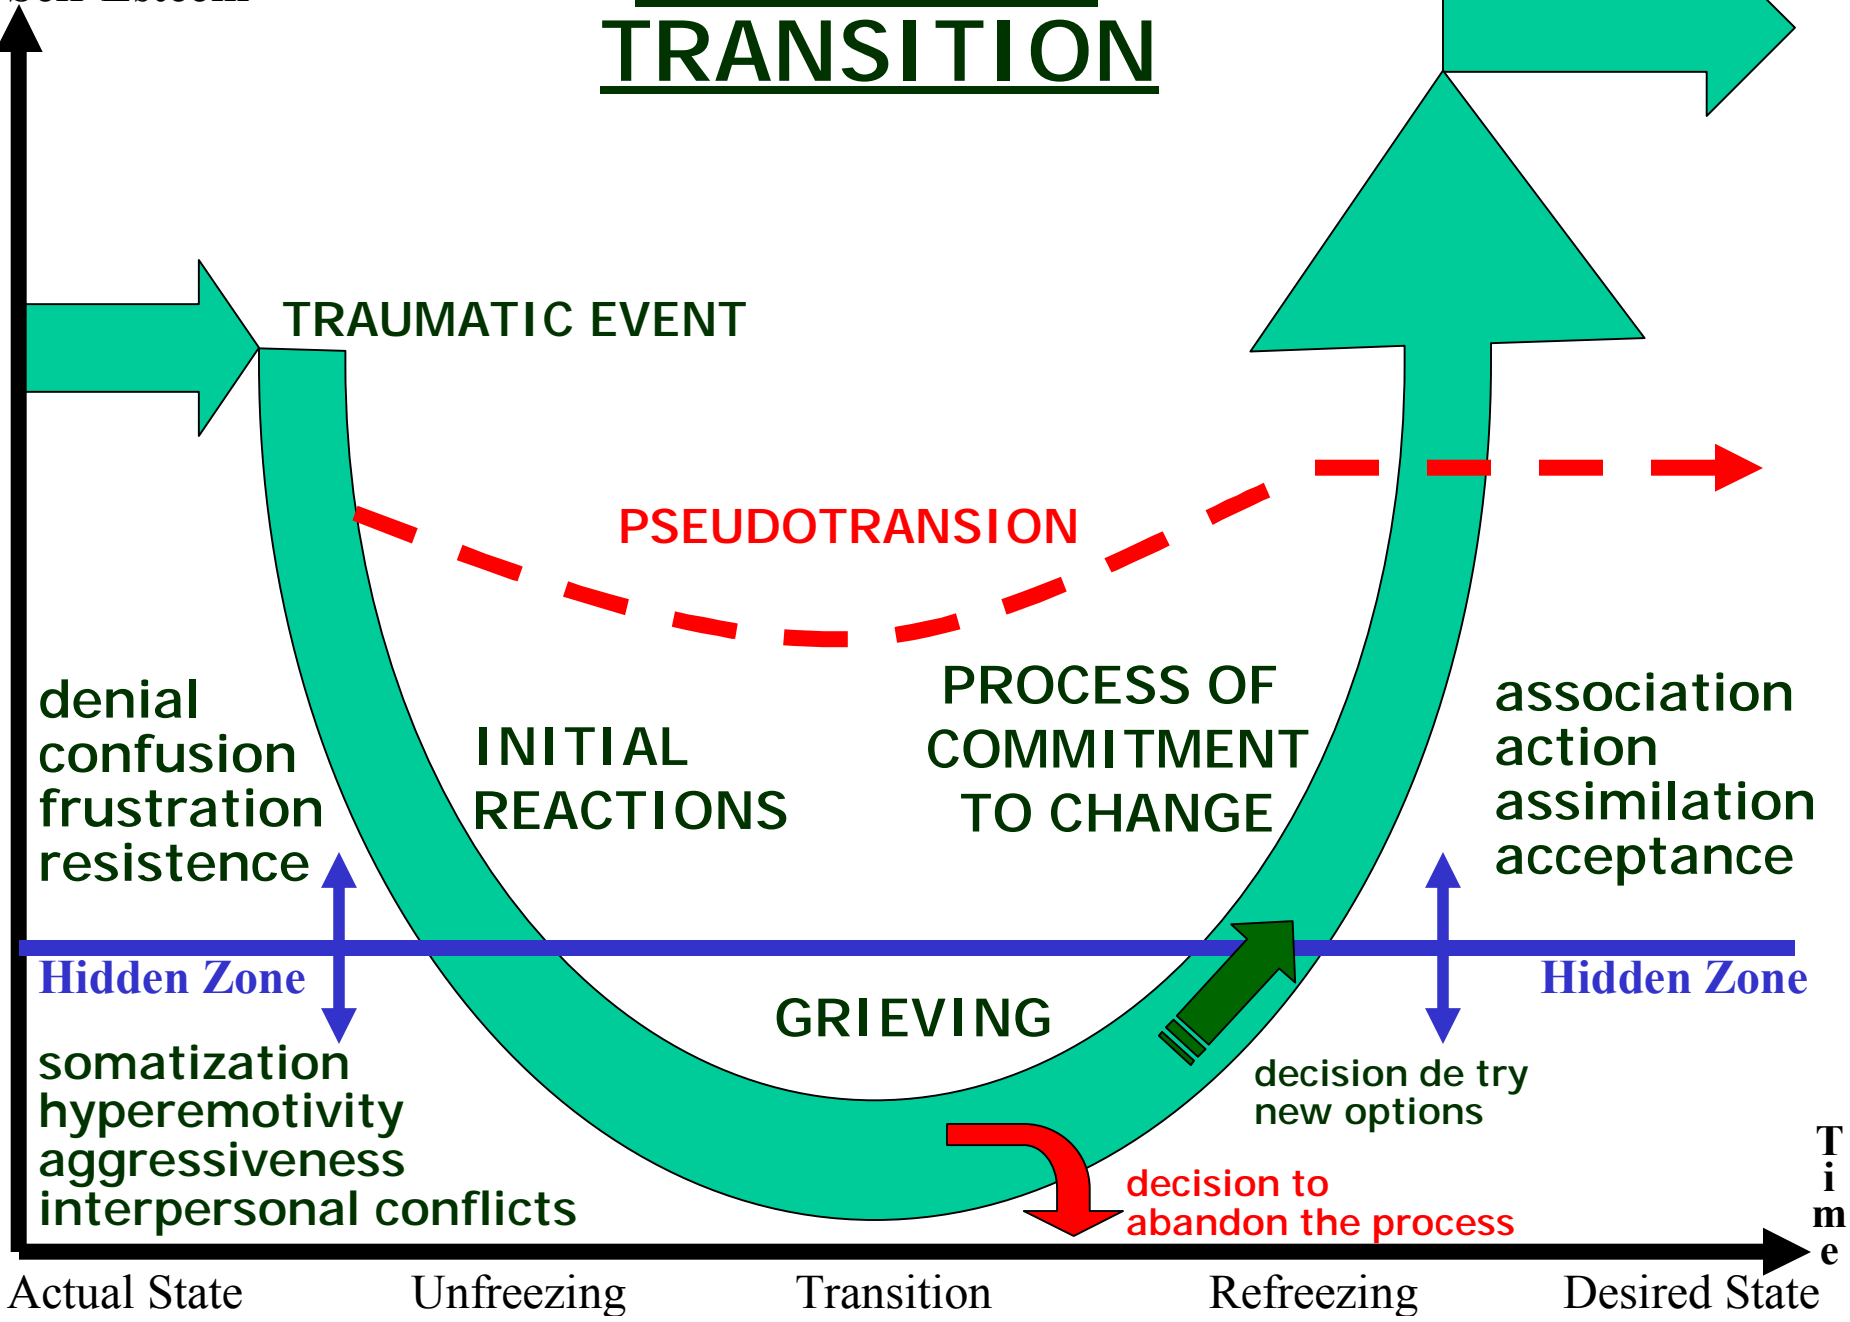 TRANSITION
TRAUMATIC EVENT
PSEUDOTRANSION
denial
confusion
frustration
resistence
INITIAL
REACTIONS
PROCESS OF
COMMITMENT
TO CHANGE
association
action
assimilation
acceptance
Hidden Zone
Hidden Zone
GRIEVING
somatization
hyperemotivity
aggressiveness
interpersonal conflicts
decision de try
new options
decision to
abandon the process
Time
Actual State Unfreezing Transition Refreezing Desired State